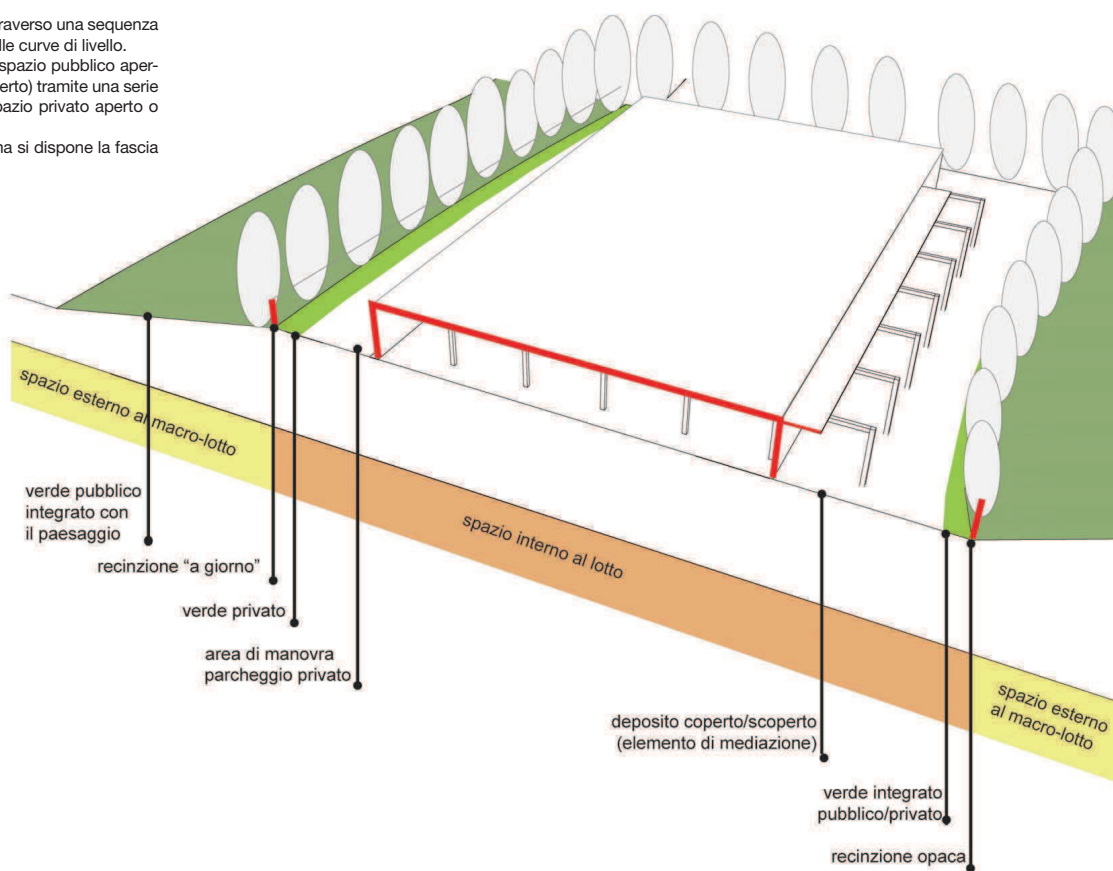 raverso una sequenza
lle curve di livello.
spazio pubblico aper-
erto) tramite una serie
pazio privato aperto o
na si dispone la fascia
spazio esterno al macro-lotto
verde pubblico
integrato con
il paesaggio
recinzione “a giorno”
verde privato
area di manovra
parcheggio privato
spazio interno al lotto
deposito coperto/scoperto
(elemento di mediazione)
spazio esterno
al macro-lotto
verde integrato
pubblico/privato
recinzione opaca